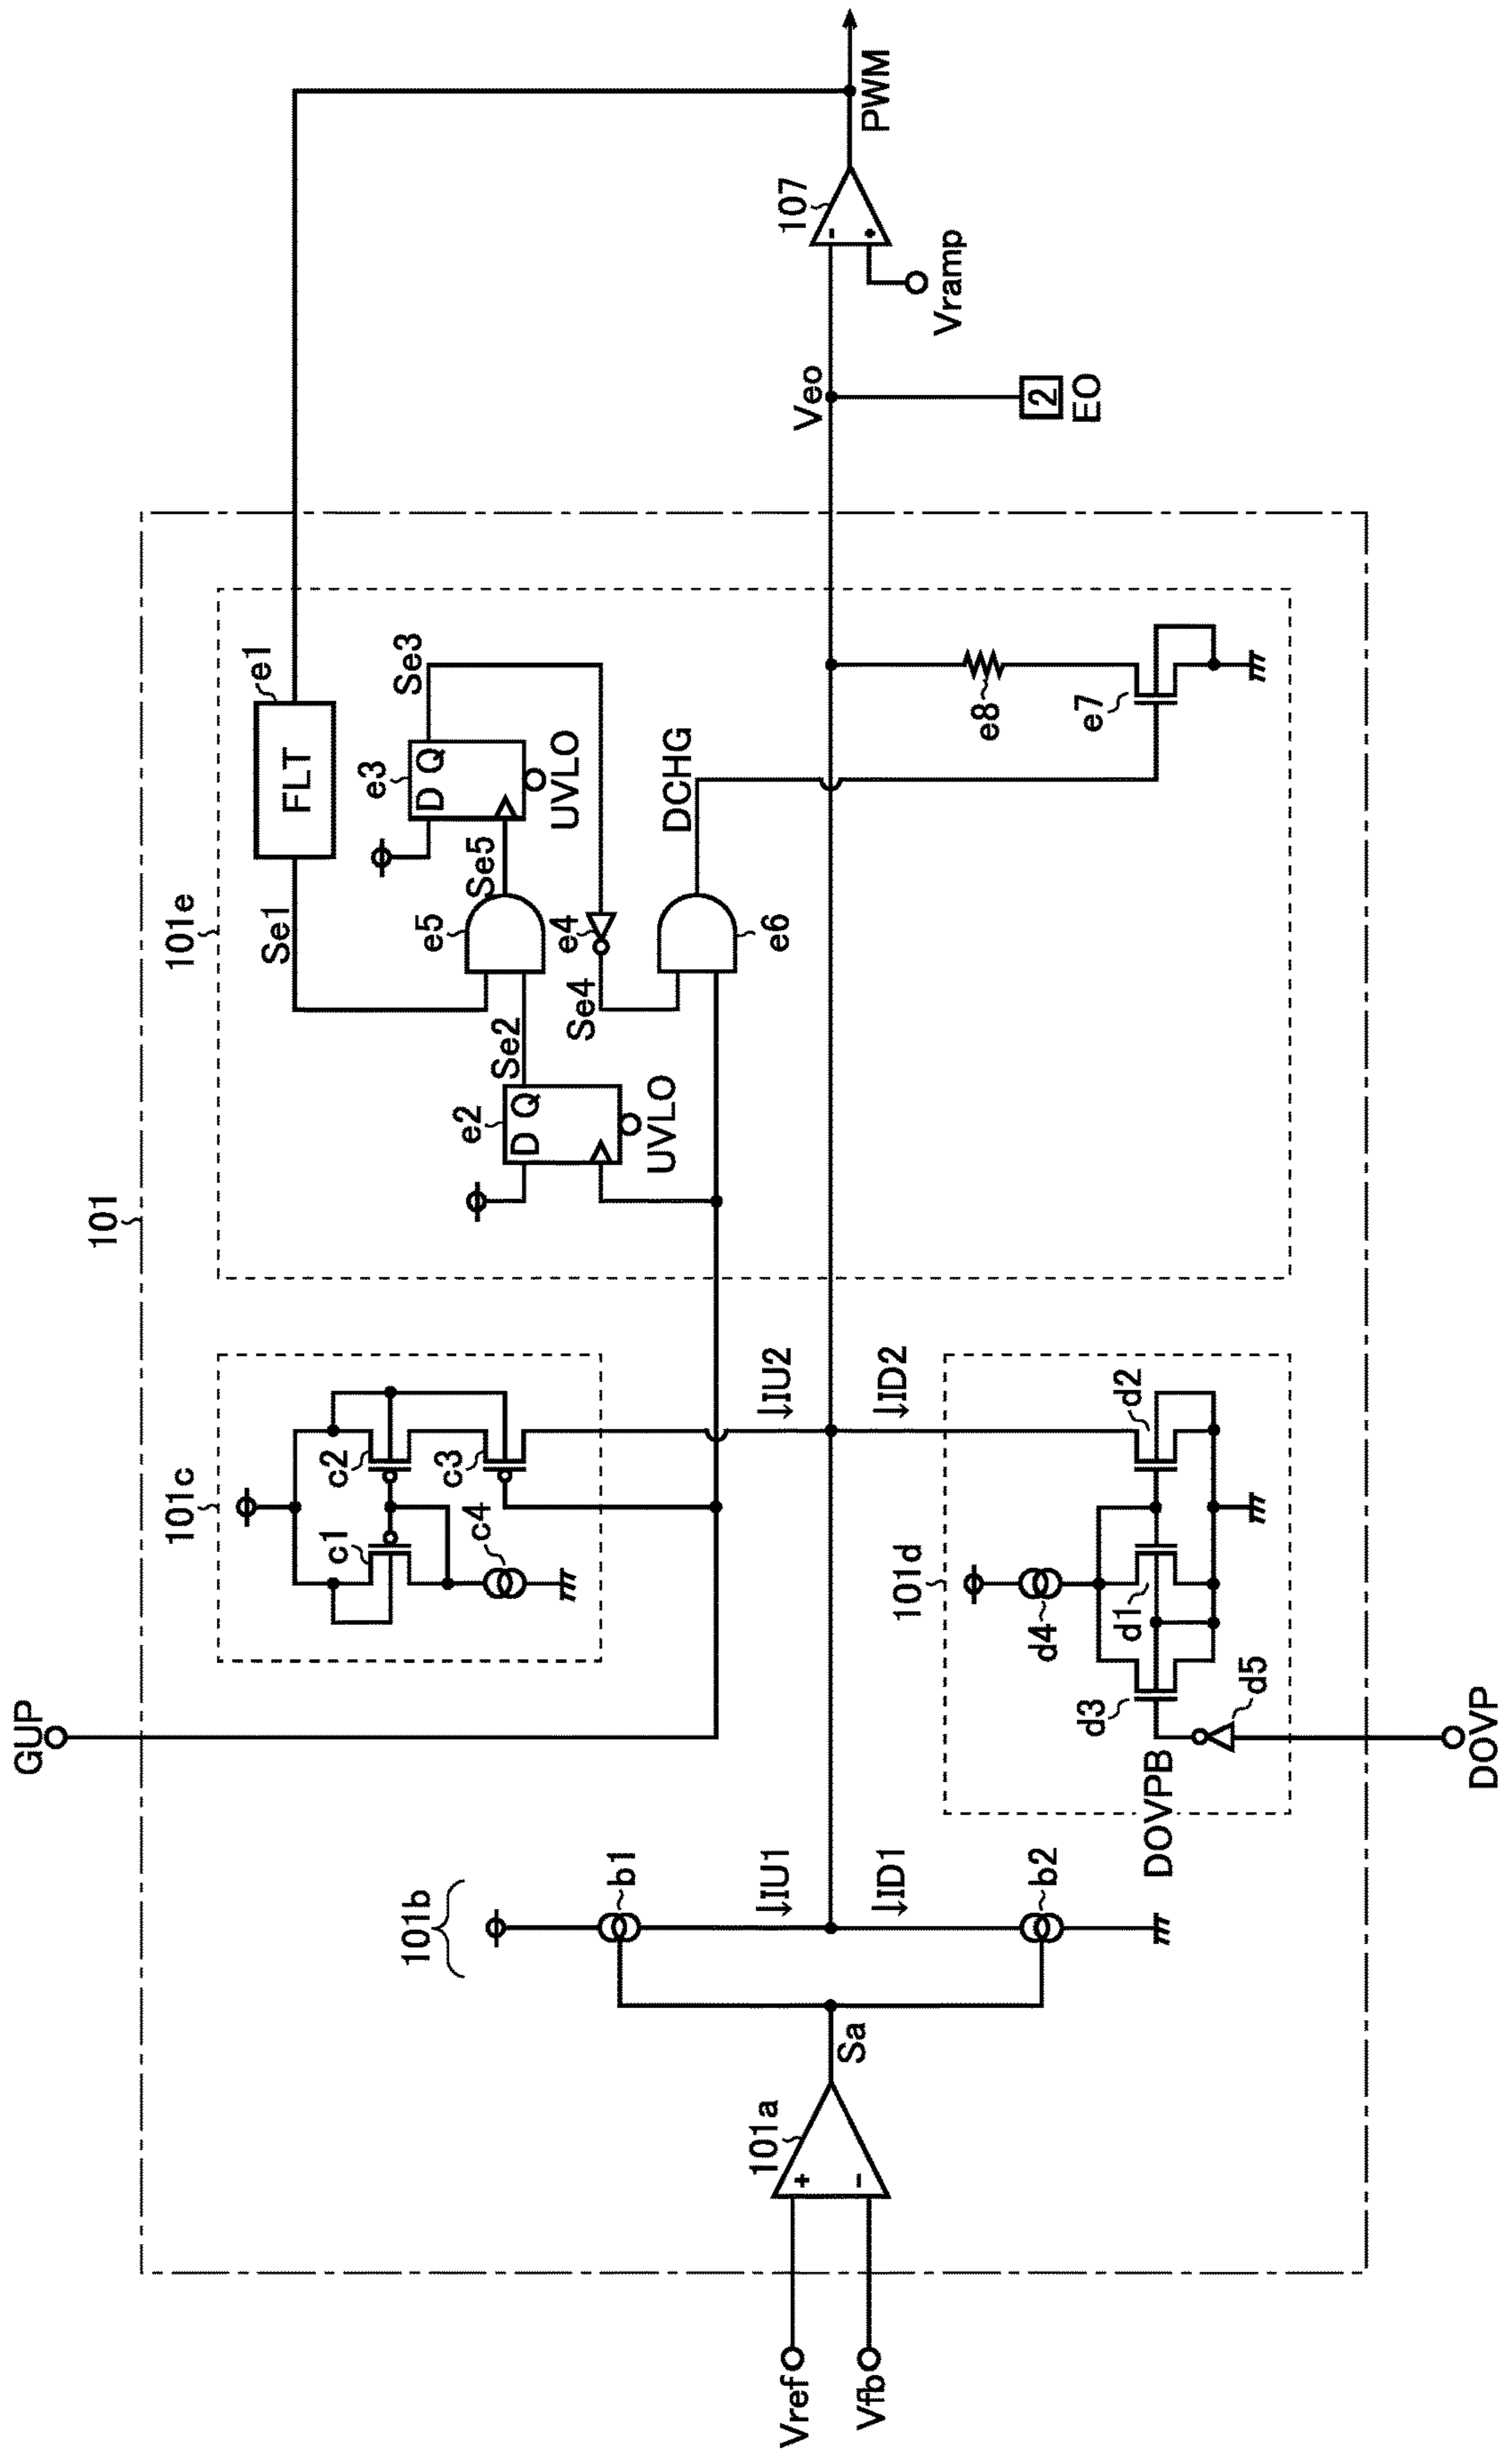 Vref
Vfb
101a
+
-
Sa
101b
b1
b2
↓IU1
↓ID1
GUP
101
101c
c1
c2
c3
c4
↓IU2
↓ID2
101d
d1
d2
d3
d4
d5
DOVPB
DOVP
101e
e1
FLT
Se1
e2
D Q
UVLO
Se2
e5
Se5
e3
D Q
UVLO
Se3
e4
Se4
e6
DCHG
e8
e7
Veo
2
EO
107
-
+
Vramp
PWM